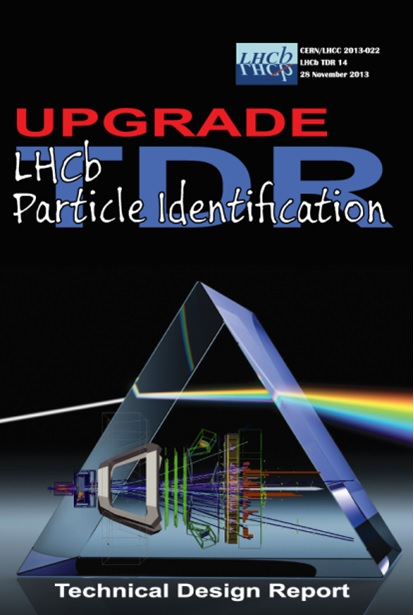 LHCb
LHCp
CERN/LHCC 2013-022
LHCb TDR 14
28 November 2013
UPGRADE
TDR
LHCb
Particle Identification
Technical Design Report